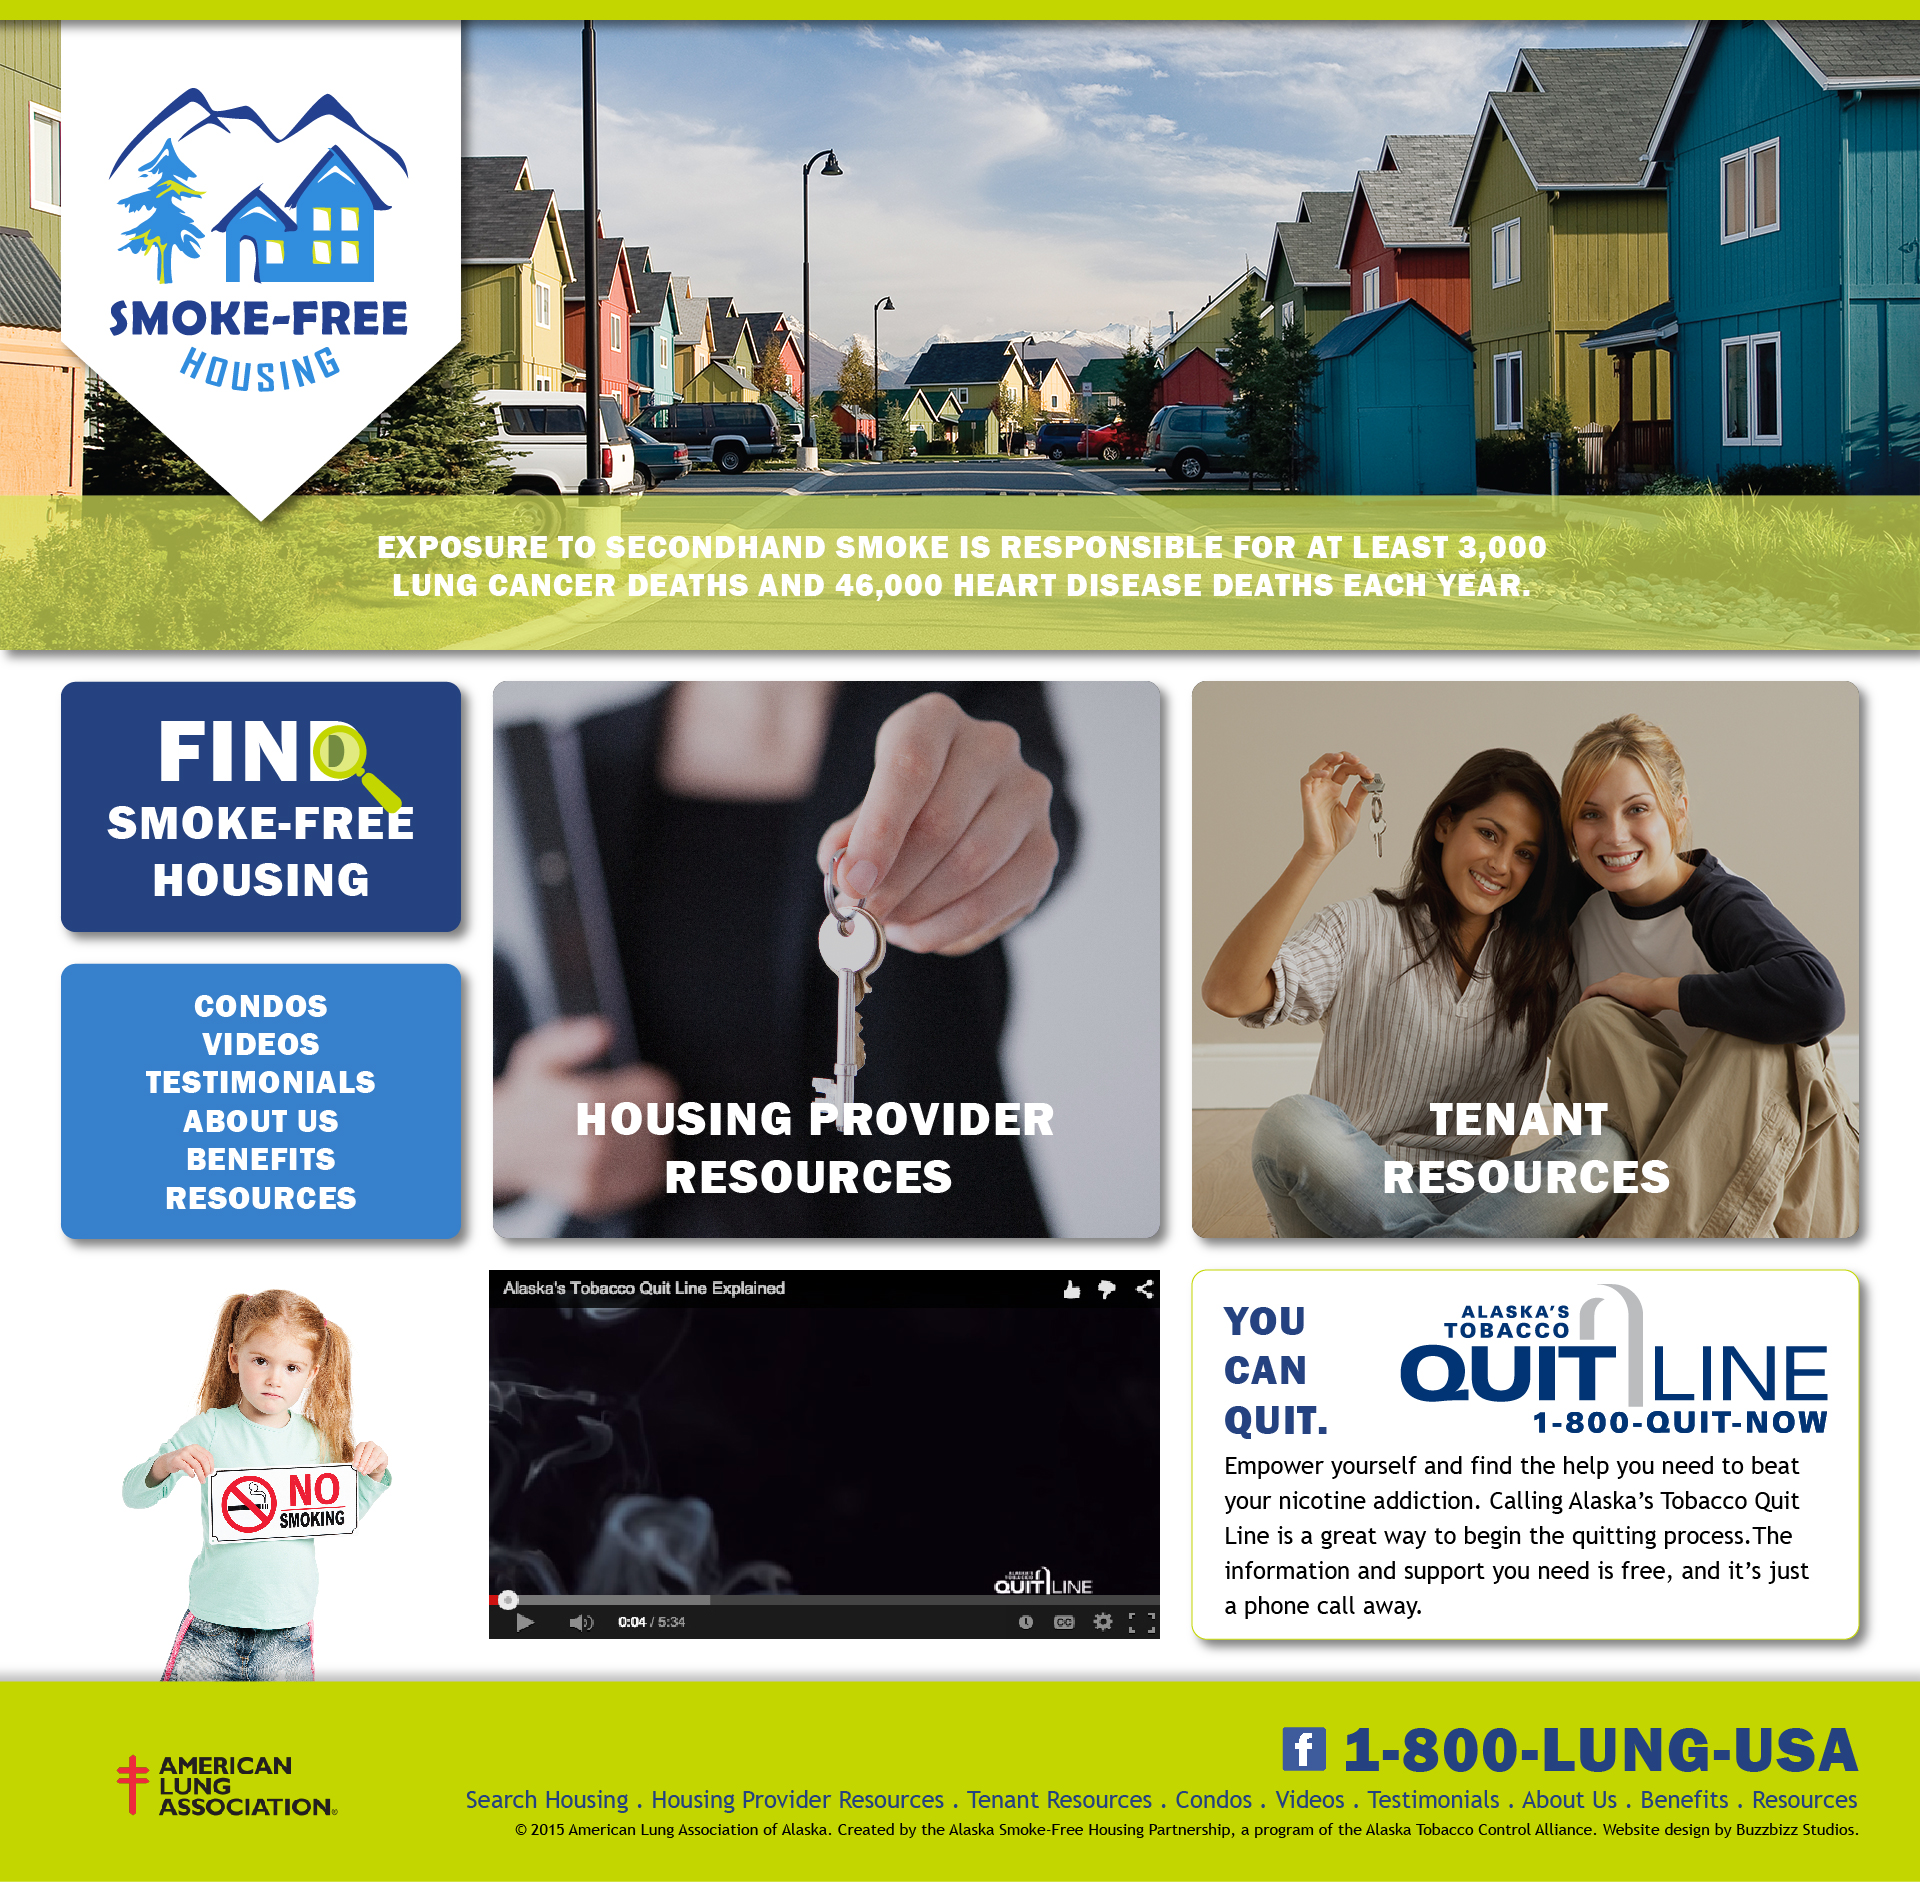 SMOKE-FREE
HOUSING
EXPOSURE TO SECONDHAND SMOKE IS RESPONSIBLE FOR AT LEAST 3,000
LUNG CANCER DEATHS AND 46,000 HEART DISEASE DEATHS EACH YEAR.
FIND
SMOKE-FREE
HOUSING
CONDOS
VIDEOS
TESTIMONIALS
ABOUT US
BENEFITS
RESOURCES
HOUSING PROVIDER
RESOURCES
TENANT
RESOURCES
NO
SMOKING
Alaska's Tobacco Quit Line Explained
ALASKA'S
TOBACCO
QUIT LINE
0:04 / 5:34
CC
YOU
CAN
QUIT.
ALASKA'S
TOBACCO
QUIT LINE
1-800-QUIT-NOW
Empower yourself and find the help you need to beat
your nicotine addiction. Calling Alaska's Tobacco Quit
Line is a great way to begin the quitting process.The
information and support you need is free, and it's just
a phone call away.
AMERICAN
LUNG
ASSOCIATION®
f 1-800-LUNG-USA
Search Housing . Housing Provider Resources . Tenant Resources . Condos . Videos . Testimonials . About Us . Benefits . Resources
© 2015 American Lung Association of Alaska. Created by the Alaska Smoke-Free Housing Partnership, a program of the Alaska Tobacco Control Alliance. Website design by Buzzbizz Studios.